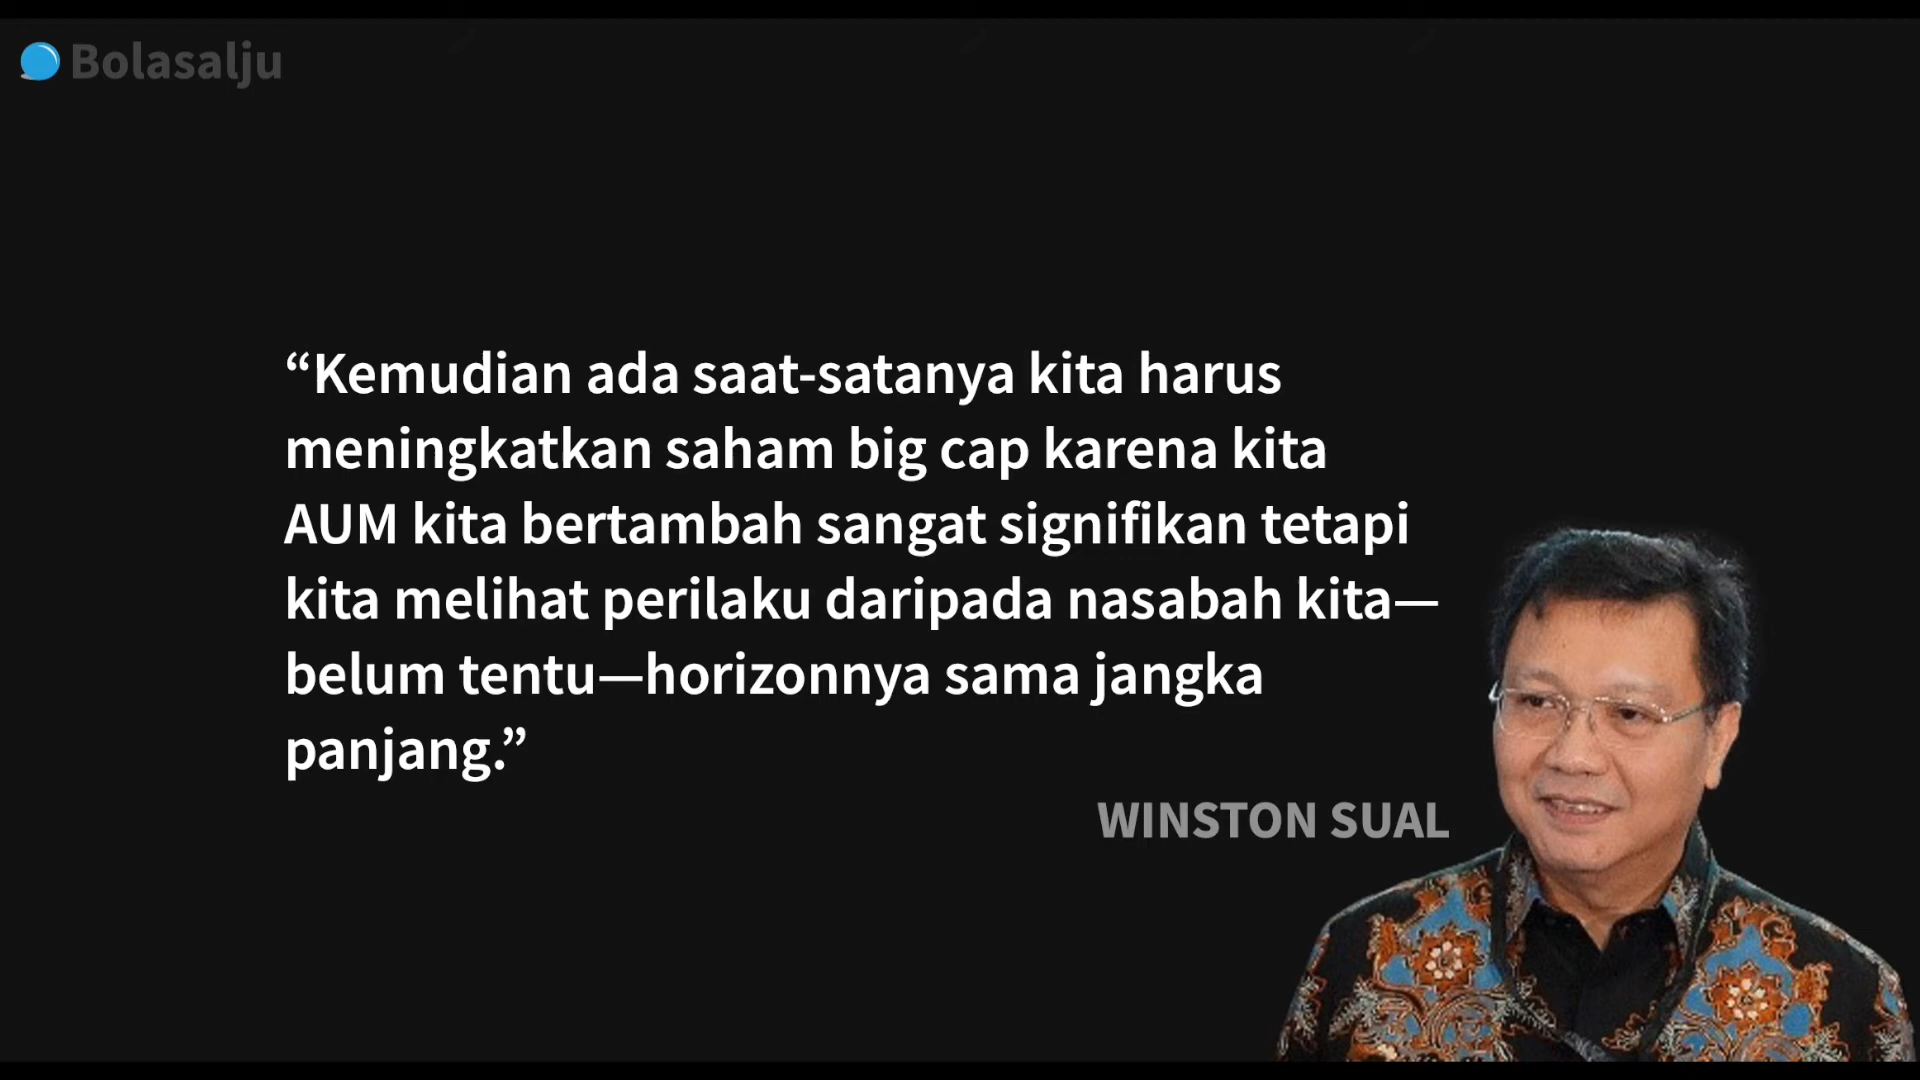 Bolasalju
“Kemudian ada saat-satanya kita harus
meningkatkan saham big cap karena kita
AUM kita bertambah sangat signifikan tetapi
kita melihat perilaku daripada nasabah kita—
belum tentu—horizonnya sama jangka
panjang.”
WINSTON SUAL